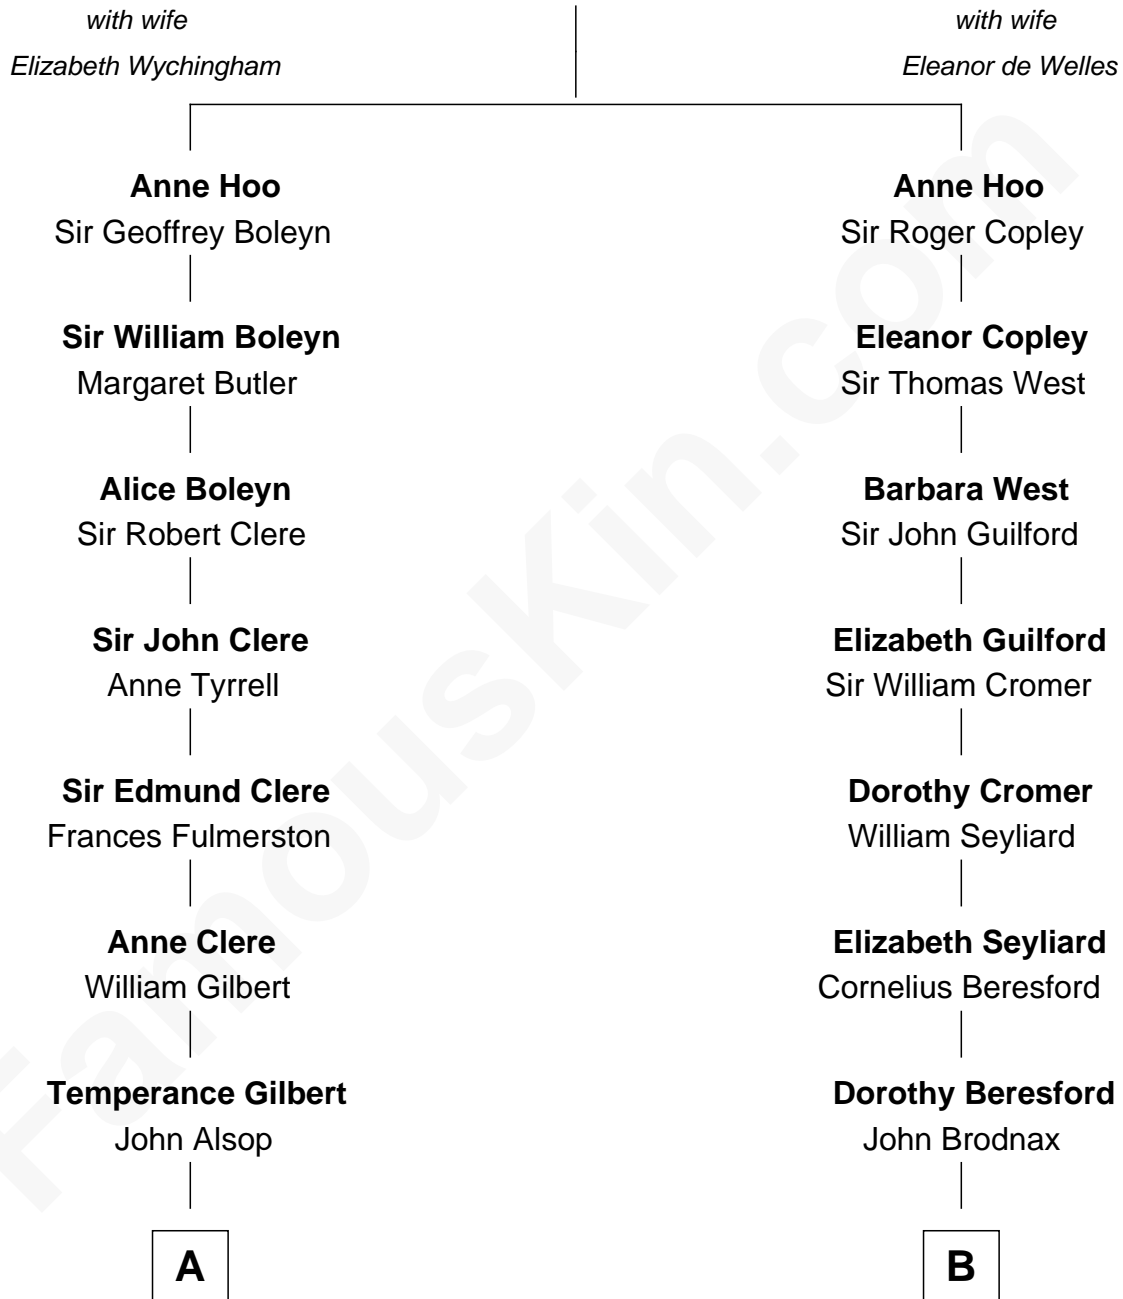 with wife
Elizabeth Wychingham
with wife
Eleanor de Welles
Anne Hoo
Sir Geoffrey Boleyn
Anne Hoo
Sir Roger Copley
Sir William Boleyn
Margaret Butler
Eleanor Copley
Sir Thomas West
Alice Boleyn
Sir Robert Clere
Barbara West
Sir John Guilford
Sir John Clere
Anne Tyrrell
Elizabeth Guilford
Sir William Cromer
Sir Edmund Clere
Frances Fulmerston
Dorothy Cromer
William Seyliard
Anne Clere
William Gilbert
Elizabeth Seyliard
Cornelius Beresford
Temperance Gilbert
John Alsop
Dorothy Beresford
John Brodnax
A
B
FamousKin.com